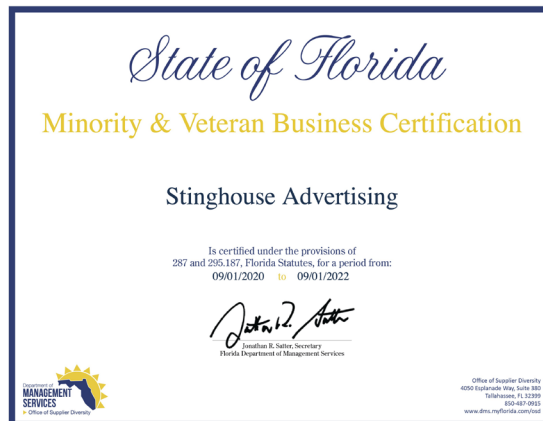 State of Florida
Minority & Veteran Business Certification
Stinghouse Advertising
Is certified under the provisions of
287 and 295.187, Florida Statutes, for a period from:
09/01/2020 to 09/01/2022
Jonathan R. Satter, Secretary
Florida Department of Management Services
Department of
MANAGEMENT
SERVICES
Office of Supplier Diversity
Office of Supplier Diversity
4050 Esplanade Way, Suite 380
Tallahassee, FL 32399
850-487-0915
www.dms.myflorida.com/osd